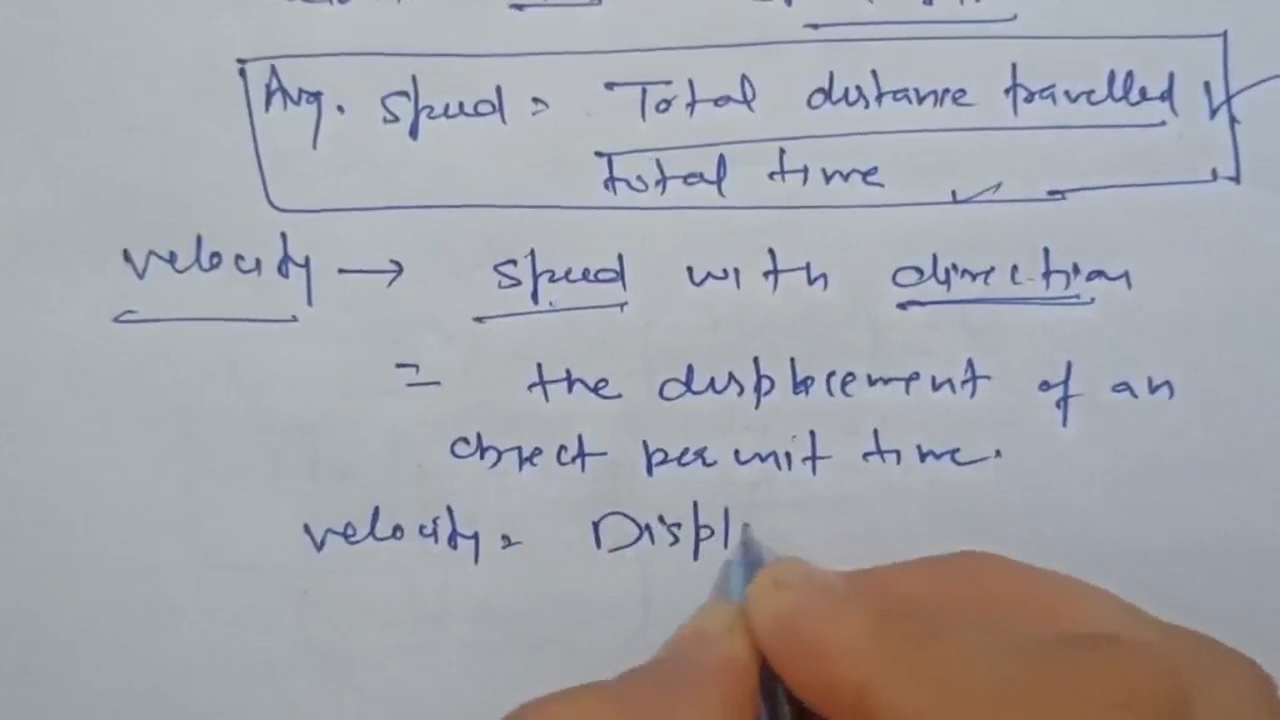 Avg. Speed = Total distance travelled
Total time
velocity → speed with direction
= the displacement of an
object per unit time.
velocity = Displ